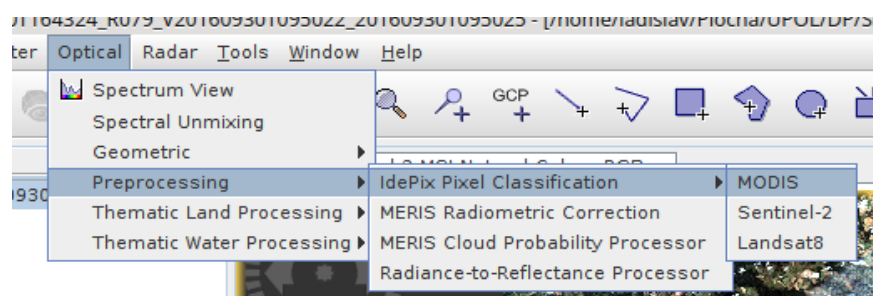 ter Optical Radar Tools Window Help
Spectrum View
GCP
Spectral Unmixing
Geometric
930 Preprocessing IdePix Pixel Classification MODIS
Thematic Land Processing MERIS Radiometric Correction Sentinel-2
Thematic Water Processing MERIS Cloud Probability Processor Landsat8
Radiance-to-Reflectance Processor